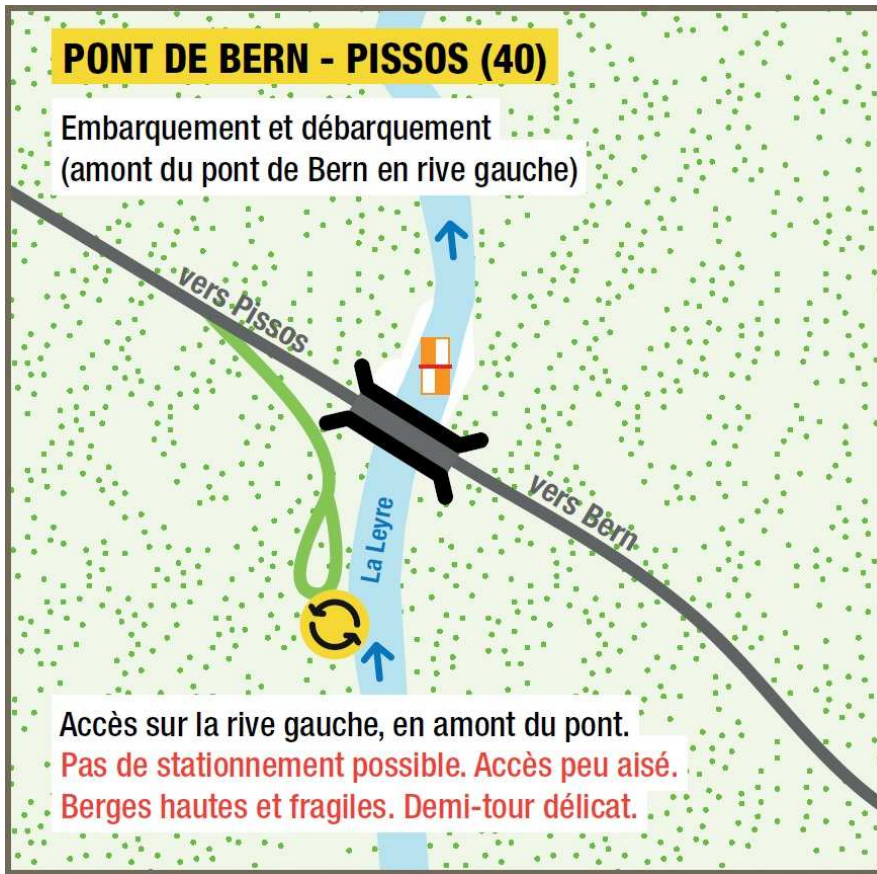 PONT DE BERN - PISSOS (40)
Embarquement et débarquement
(amont du pont de Bern en rive gauche)
vers Pissos
vers Bern
La Leyre
Accès sur la rive gauche, en amont du pont.
Pas de stationnement possible. Accès peu aisé.
Berges hautes et fragiles. Demi-tour délicat.